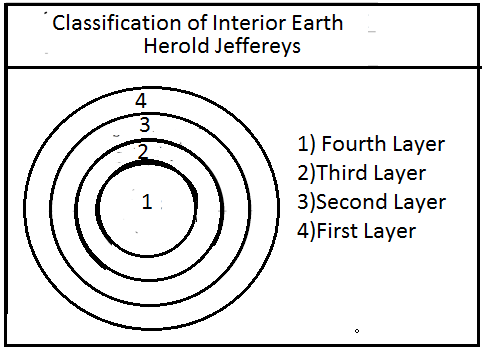 Classification of Interior Earth
Herold Jeffereys
4
3
2
1
1) Fourth Layer
2)Third Layer
3)Second Layer
4)First Layer